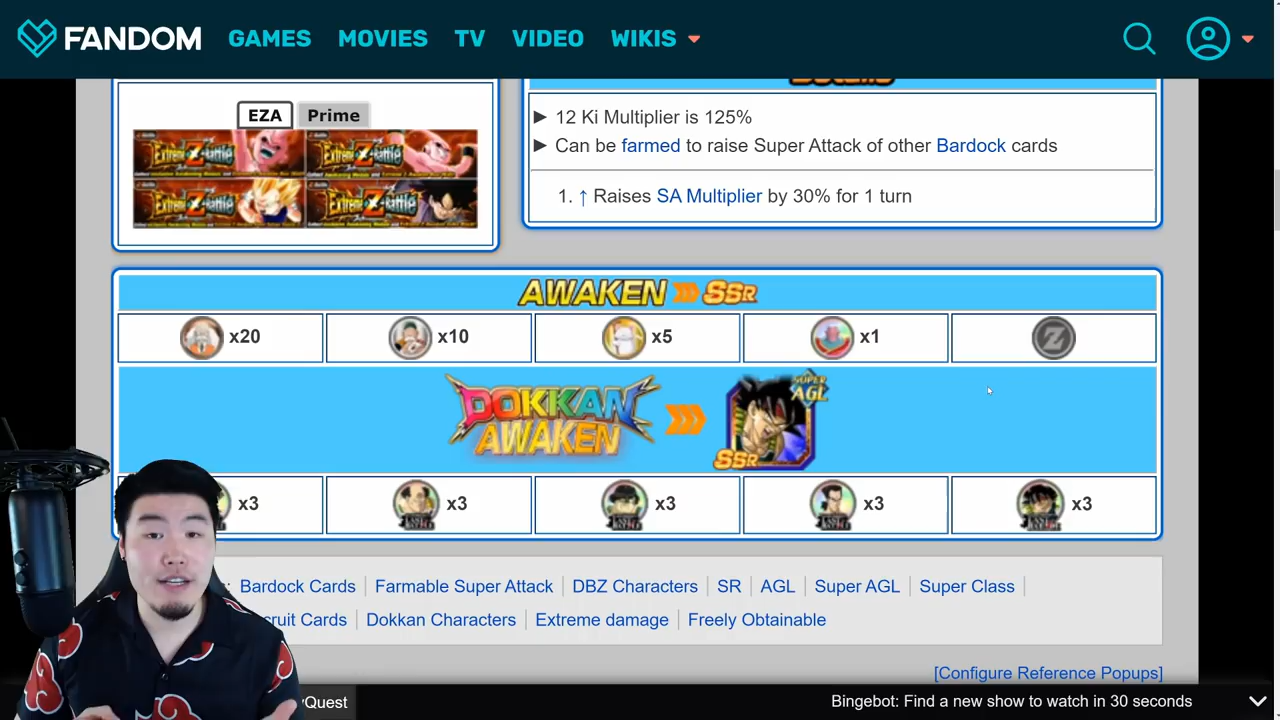 FANDOM GAMES MOVIES TV VIDEO WIKIS
Details
EZA Prime
► 12 Ki Multiplier is 125%
► Can be farmed to raise Super Attack of other Bardock cards
1. ↑ Raises SA Multiplier by 30% for 1 turn
AWAKEN SSR
x20 x10 x5 x1 Z
DOKKAN
AWAKEN
SUPER
AGL
SSR
x3 x3 x3 x3 x3
: Bardock Cards Farmable Super Attack DBZ Characters SR AGL Super AGL Super Class
cruit Cards Dokkan Characters Extreme damage Freely Obtainable
[Configure Reference Popups]
Quest Bingebot: Find a new show to watch in 30 seconds